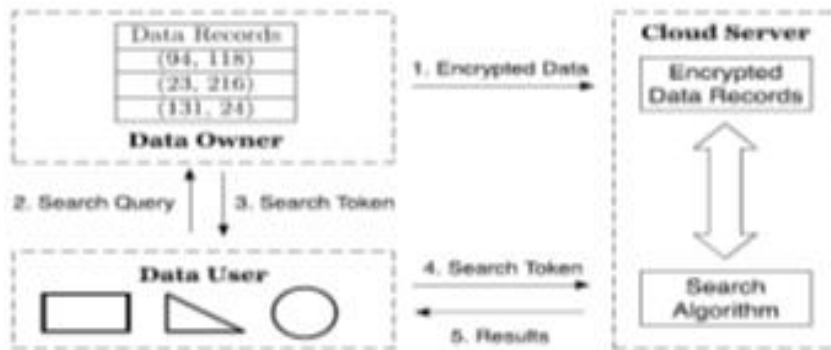 Data Records
(94, 118)
(23, 216)
(131, 24)
Data Owner
1. Encrypted Data
Cloud Server
Encrypted
Data Records
2. Search Query
3. Search Token
Data User
4. Search Token
5. Results
Search
Algorithm